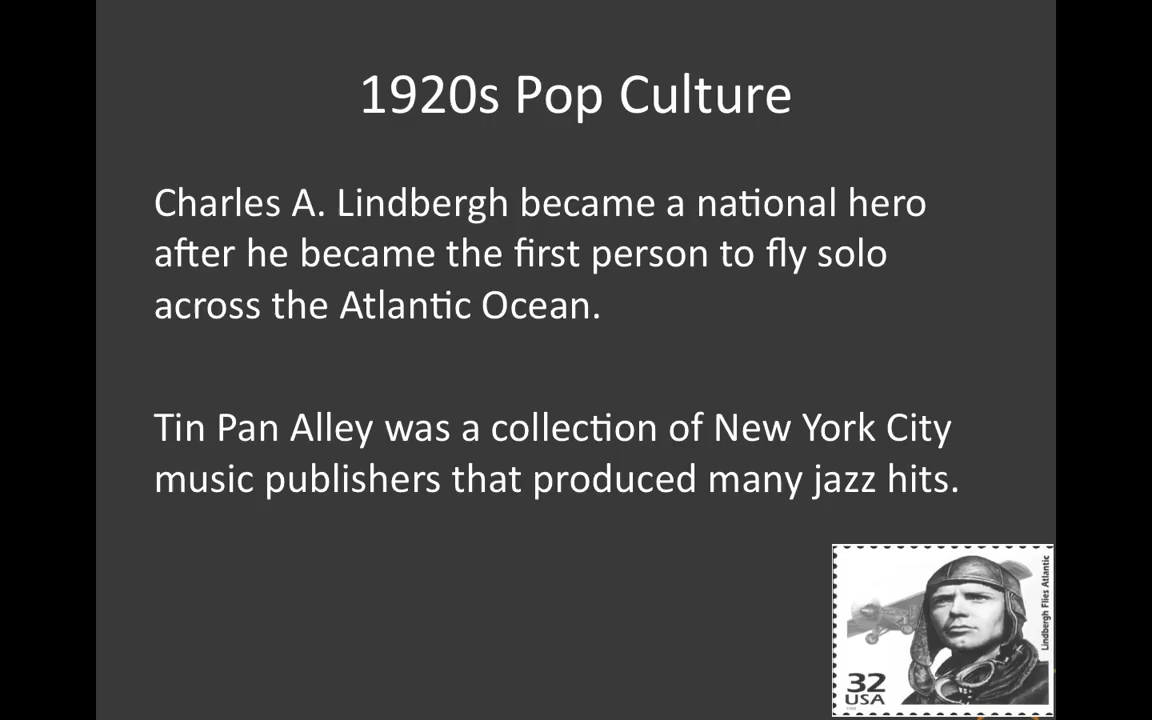 1920s Pop Culture
Charles A. Lindbergh became a national hero
after he became the first person to fly solo
across the Atlantic Ocean.
Tin Pan Alley was a collection of New York City
music publishers that produced many jazz hits.
Lindbergh Flies Atlantic
32
USA